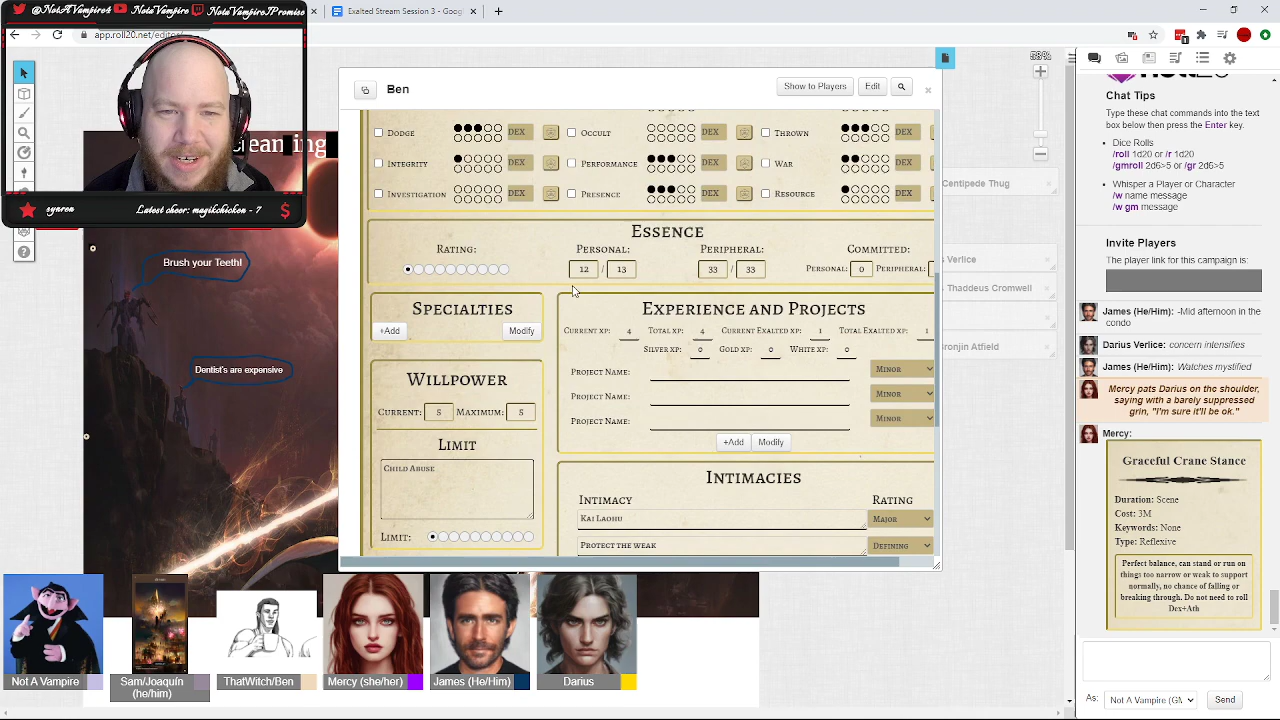 @NotAVampire4 NotaVampire NotaVampireIPromise
Exalted Stream Session 3 - Googl
app.roll20.net/editor/
58%
eynren Latest cheer: magikchicken - 7 $
Brush your Teeth!
Dentist's are expensive
Ben
Show to Players Edit
Dodge DEX Occult DEX Thrown DEX
Integrity DEX Performance DEX War DEX
Investigation DEX Presence DEX Resource DEX
Essence
Rating: Personal: Peripheral: Committed:
12 / 13 33 / 33 Personal: 0 Peripheral:
Specialties
+Add Modify
Experience and Projects
Current xp: 4 Total xp: 4 Current Exalted xp: 1 Total Exalted xp: 1
Silver xp: 0 Gold xp: 0 White xp: 0
Project Name: Minor
Project Name: Minor
Project Name: Minor
+Add Modify
Willpower
Current: 5 Maximum: 5
Limit
Child Abuse
Limit:
Intimacies
Intimacy Rating
Kai Laohu Major
Protect the weak Defining
Centipede Thug
s Verlice
Thaddeus Cromwell
Bronjin Atfield
Chat Tips
You can type these chat commands into the text
box below then press the Enter key.
Dice Rolls
/roll 1d20 or /r 1d20
/gmroll 2d6>5 or /gr 2d6>5
Whisper a Player or Character
/w name message
/w gm message
Invite Players
The player link for this campaign is:
James (He/Him): -Mid afternoon in the
condo
Darius Verlice: concern intensifies
James (He/Him): Watches mystified
Mercy pats Darius on the shoulder,
saying with a barely suppressed
grin, "I'm sure it'll be ok."
Mercy:
Graceful Crane Stance
Duration: Scene
Cost: 3M
Keywords: None
Type: Reflexive
Perfect balance, can stand or run on
things too narrow or weak to support
normally, no chance of falling or
breaking through. Do not need to roll
Dex+Ath
As: Not A Vampire (GM Send
Not A Vampire
Sam/Joaquín
(he/him)
ThatWitch/Ben
Mercy (she/her)
James (He/Him)
Darius